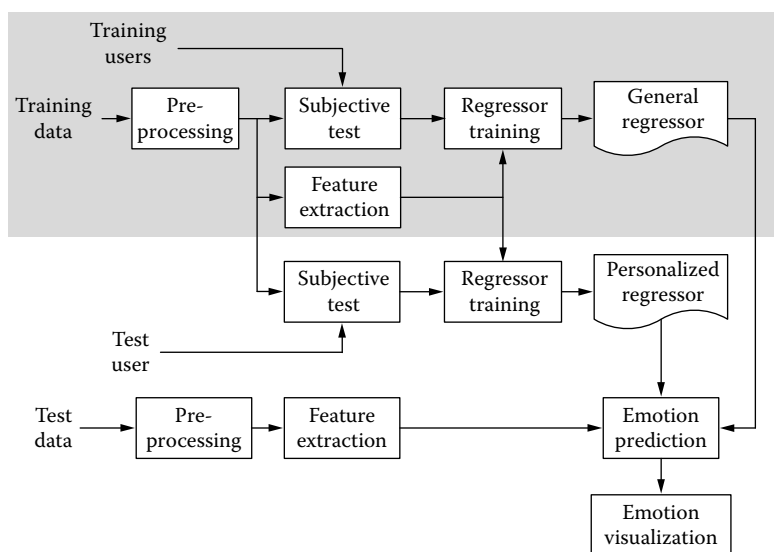 Training
users
Training
data
Pre-
processing
Subjective
test
Regressor
training
General
regressor
Feature
extraction
Subjective
test
Regressor
training
Personalized
regressor
Test
user
Test
data
Pre-
processing
Feature
extraction
Emotion
prediction
Emotion
visualization